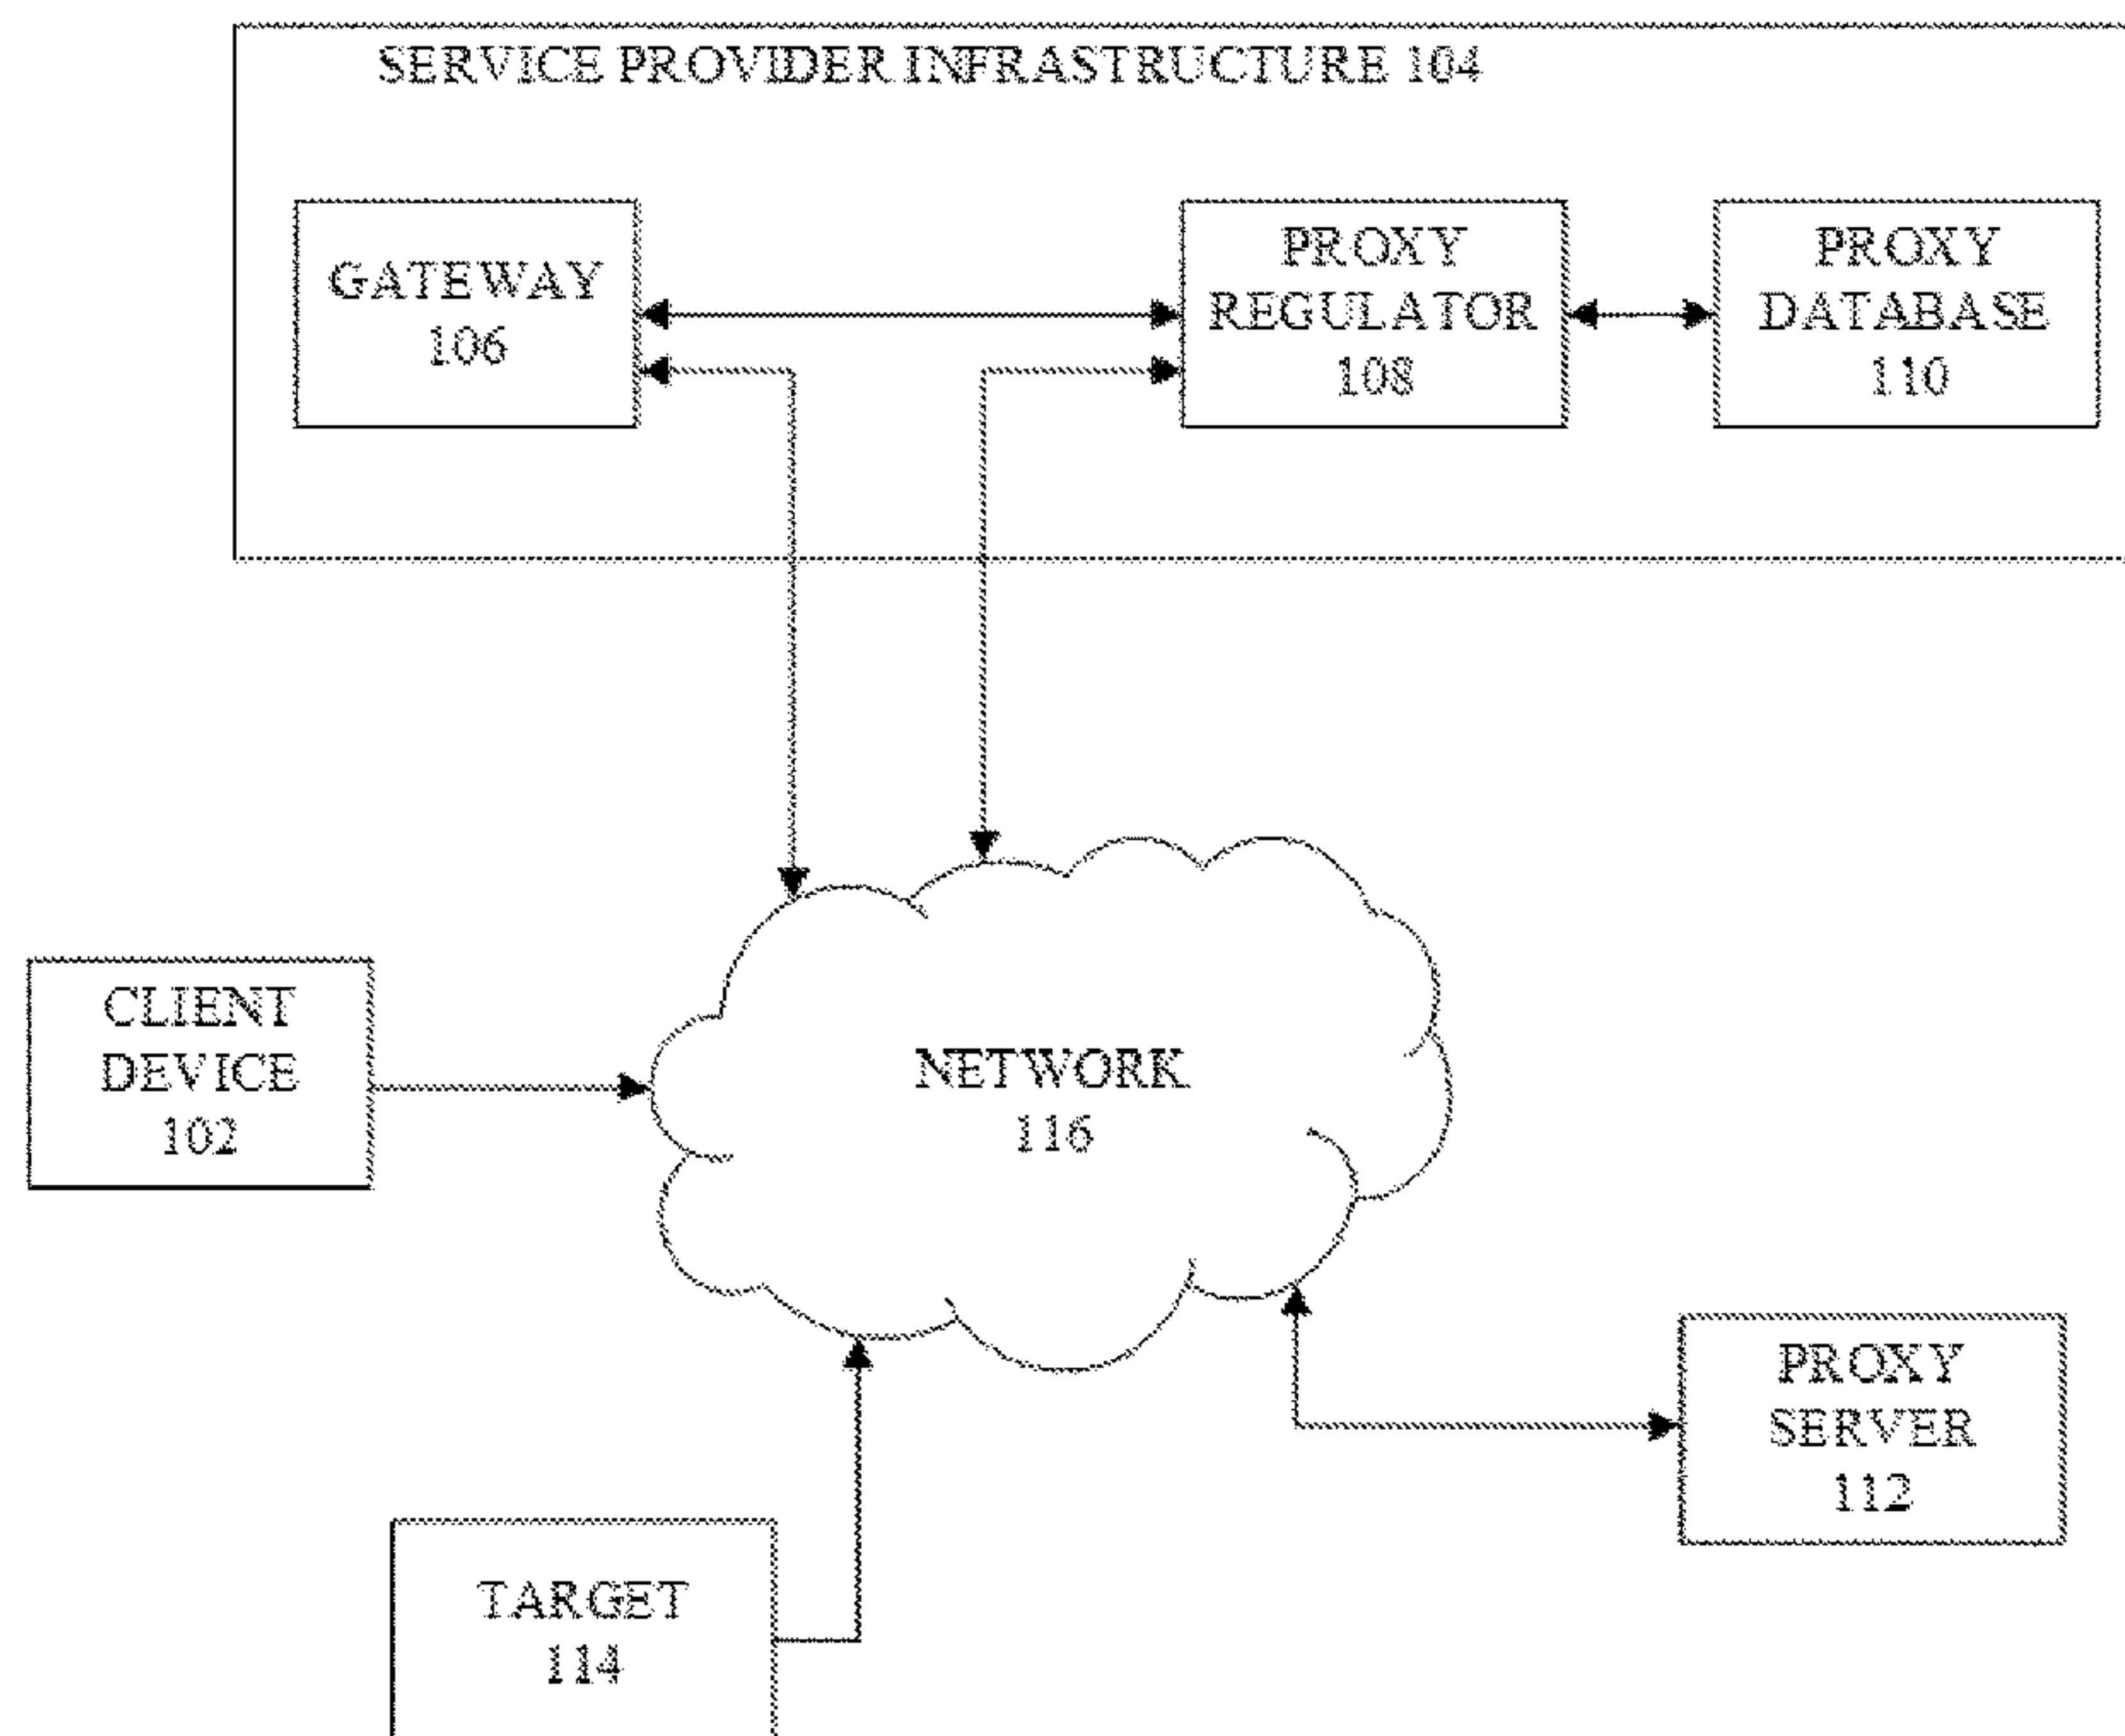 SERVICE PROVIDER INFRASTRUCTURE 104
GATEWAY
106
PROXY
REGULATOR
108
PROXY
DATABASE
110
CLIENT
DEVICE
102
NETWORK
116
PROXY
SERVER
112
TARGET
114